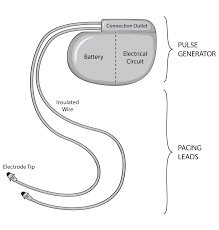 Connection Outlet
Battery
Electrical
Circuit
PULSE
GENERATOR
Insulated
Wire
PACING
LEADS
Electrode Tip